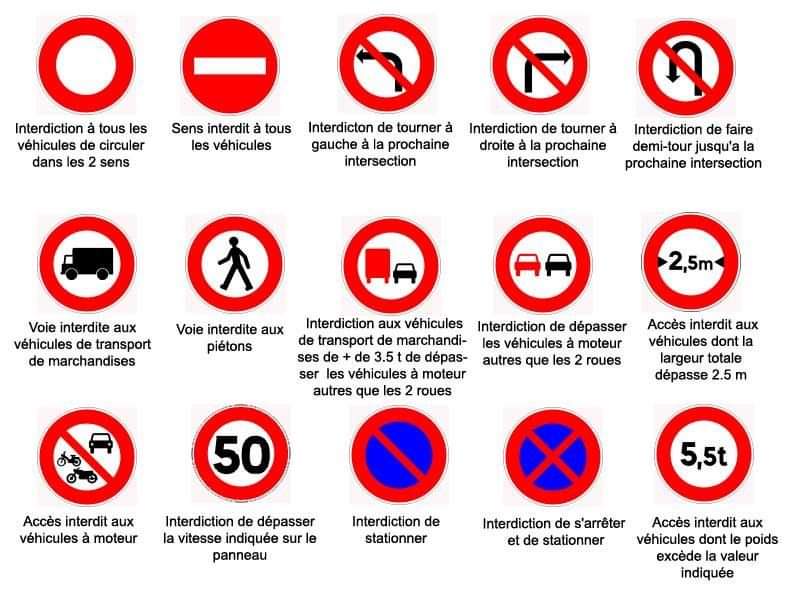 Interdiction à tous les
véhicules de circuler
dans les 2 sens
Sens interdit à tous
les véhicules
Interdicton de tourner à
gauche à la prochaine
intersection
Interdiction de tourner à
droite à la prochaine
intersection
Interdiction de faire
demi-tour jusqu'a la
prochaine intersection
Voie interdite aux
véhicules de transport
de marchandises
Voie interdite aux
piétons
Interdiction aux véhicules
de transport de marchandi-
ses de + de 3.5 t de dépas-
ser les véhicules à moteur
autres que les 2 roues
Interdiction de dépasser
les véhicules à moteur
autres que les 2 roues
2,5m
Accès interdit aux
véhicules dont la
largeur totale
dépasse 2.5 m
Accès interdit aux
véhicules à moteur
50
Interdiction de dépasser
la vitesse indiquée sur le
panneau
Interdiction de
stationner
Interdiction de s'arrêter
et de stationner
5,5t
Accès interdit aux
véhicules dont le poids
excède la valeur
indiquée